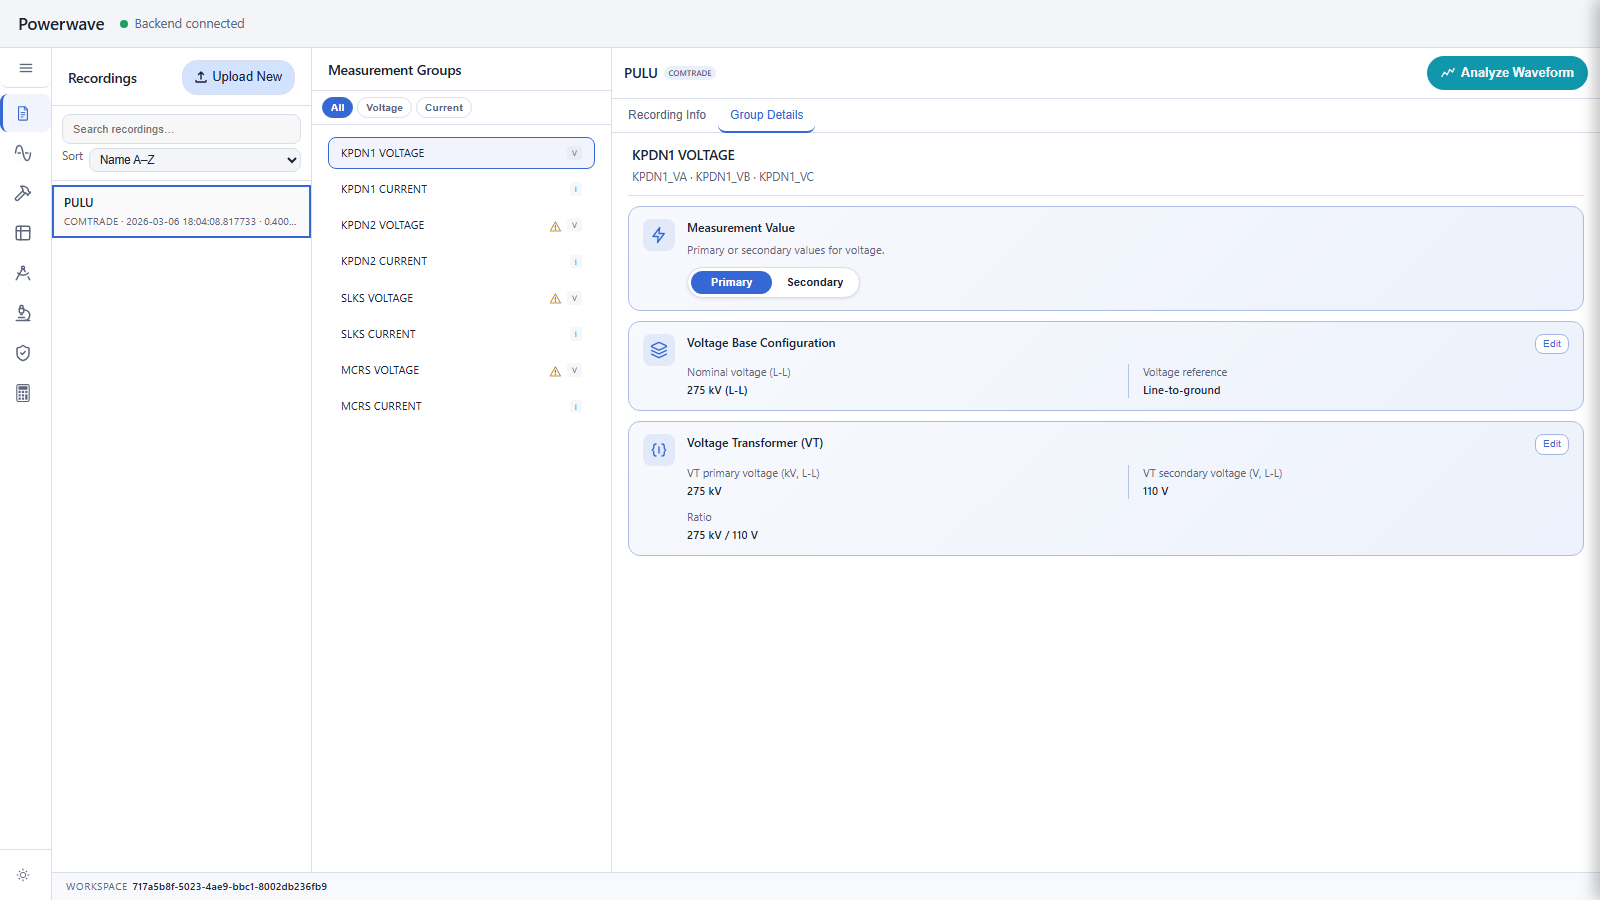 Powerwave
Backend connected
Recordings
Upload New
Search recordings...
Sort
Name A–Z
PULU
COMTRADE · 2026-03-06 18:04:08.817733 · 0.400...
Measurement Groups
All
Voltage
Current
KPDN1 VOLTAGE
V
KPDN1 CURRENT
I
KPDN2 VOLTAGE
V
KPDN2 CURRENT
I
SLKS VOLTAGE
V
SLKS CURRENT
I
MCRS VOLTAGE
V
MCRS CURRENT
I
PULU
COMTRADE
Analyze Waveform
Recording Info
Group Details
KPDN1 VOLTAGE
KPDN1_VA · KPDN1_VB · KPDN1_VC
Measurement Value
Primary or secondary values for voltage.
Primary
Secondary
Voltage Base Configuration
Edit
Nominal voltage (L-L)
275 kV (L-L)
Voltage reference
Line-to-ground
Voltage Transformer (VT)
Edit
VT primary voltage (kV, L-L)
275 kV
VT secondary voltage (V, L-L)
110 V
Ratio
275 kV / 110 V
WORKSPACE 717a5b8f-5023-4ae9-bbc1-8002db236fb9